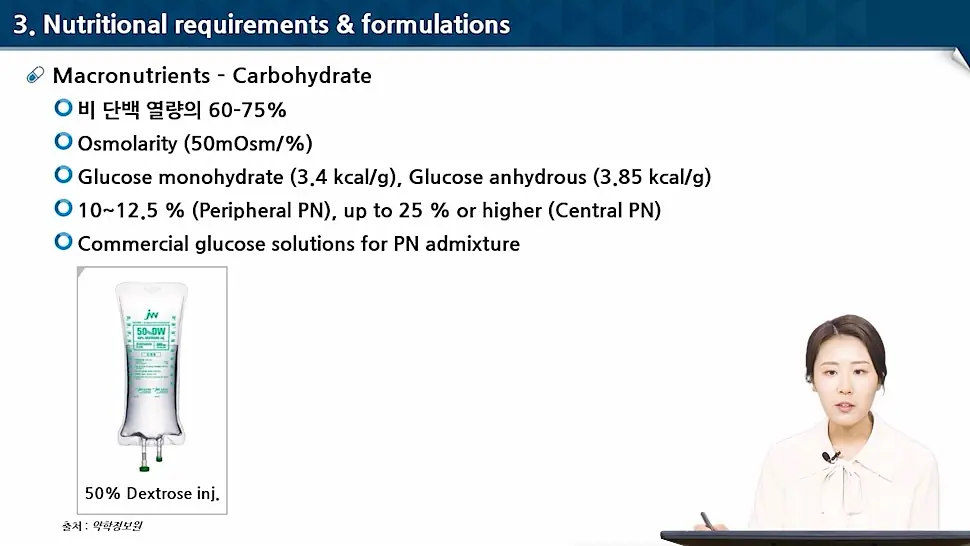 3. Nutritional requirements & formulations
Macronutrients - Carbohydrate
비 단백 열량의 60-75%
Osmolarity (50mOsm/%)
Glucose monohydrate (3.4 kcal/g), Glucose anhydrous (3.85 kcal/g)
10~12.5 % (Peripheral PN), up to 25 % or higher (Central PN)
Commercial glucose solutions for PN admixture
jw
50%DW
50% Dextrose inj.
출처 : 약학정보원